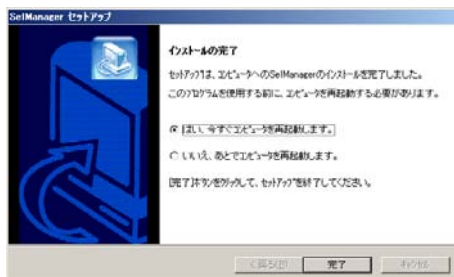 SelManager セットアップ
インストールの完了
セットアップは、コンピュータへのSelManagerのインストールを完了しました。
このプログラムを使用する前に、コンピュータを再起動する必要があります。
はい、今すぐコンピュータを再起動します。
いいえ、あとでコンピュータを再起動します。
[完了]ボタンをクリックして、セットアップを終了してください。
< 戻る(B)
完了
キャンセル